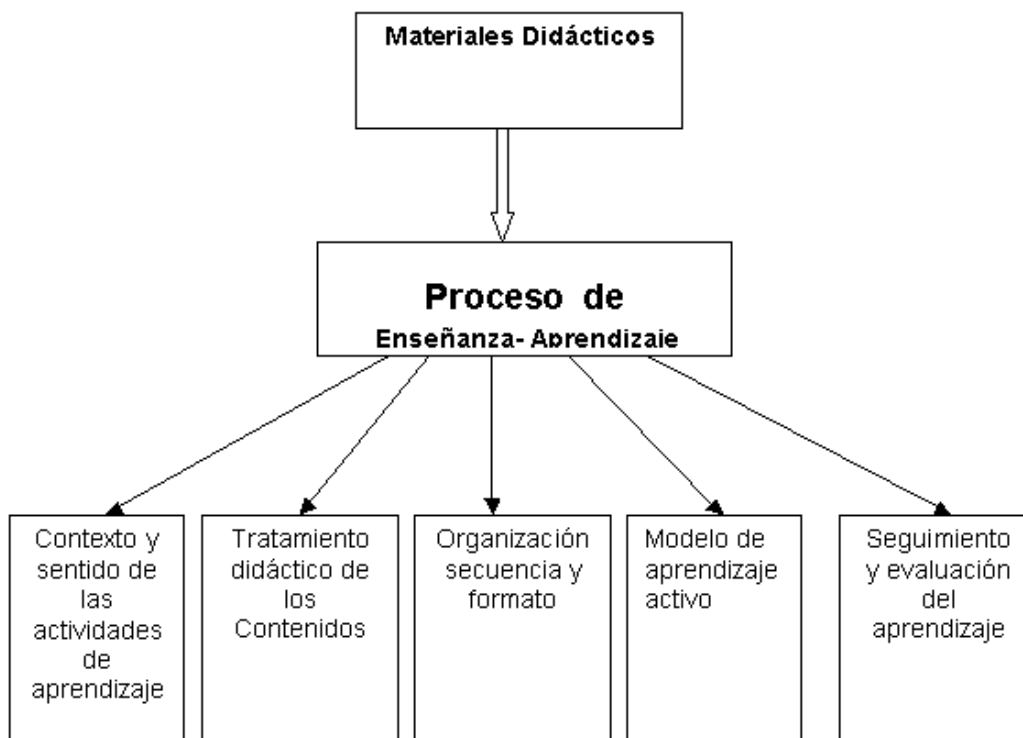 Materiales Didácticos
Proceso de
Enseñanza- Aprendizaje
Contexto y
sentido de
las
actividades
de
aprendizaje
Tratamiento
didáctico de
los
Contenidos
Organización
secuencia y
formato
Modelo de
aprendizaje
activo
Seguimiento
y evaluación
del
aprendizaje